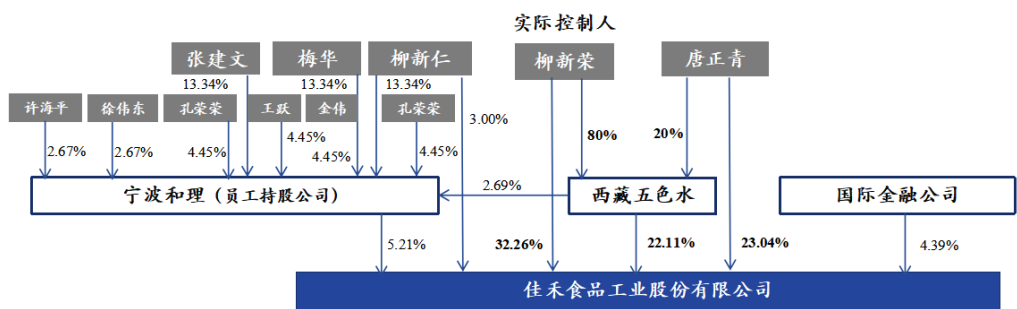 实际控制人
张建文
梅华
柳新仁
柳新荣
唐正青
13.34%
13.34%
13.34%
许海平
徐伟东
孔荣荣
王跃
金伟
孔荣荣
3.00%
80%
20%
2.67%
2.67%
4.45%
4.45%
4.45%
4.45%
宁波和理（员工持股公司）
2.69%
西藏五色水
国际金融公司
5.21%
32.26%
22.11%
23.04%
4.39%
佳禾食品工业股份有限公司